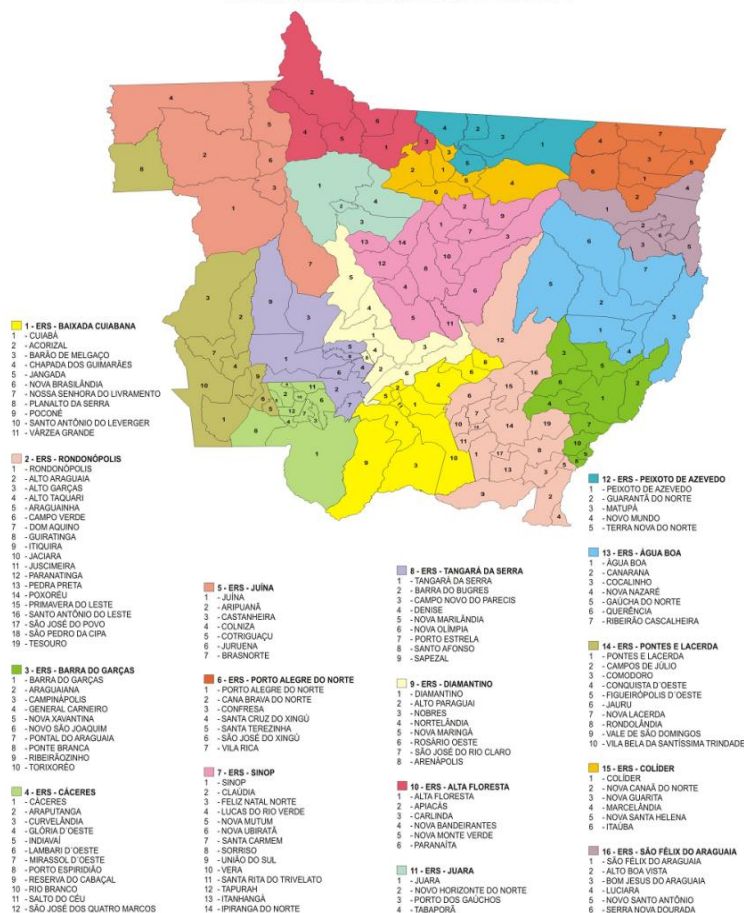 1 - ERS - BAIXADA CUIABANA
1 - CUIABÁ
2 - ACORIZAL
3 - BARÃO DE MELGAÇO
4 - CHAPADA DOS GUIMARÃES
5 - JANGADA
6 - NOVA BRASILÂNDIA
7 - NOSSA SENHORA DO LIVRAMENTO
8 - PLANALTO DA SERRA
9 - POCONÉ
10 - SANTO ANTÔNIO DO LEVERGER
11 - VÁRZEA GRANDE
2 - ERS - RONDONÓPOLIS
1 - RONDONÓPOLIS
2 - ALTO ARAGUAIA
3 - ALTO GARÇAS
4 - ALTO TAQUARI
5 - ARAGUAINHA
6 - CAMPO VERDE
7 - DOM AQUINO
8 - GUIRATINGA
9 - ITIQUIRA
10 - JACIARA
11 - JUSCIMEIRA
12 - PARANATINGA
13 - PEDRA PRETA
14 - POXORÉU
15 - PRIMAVERA DO LESTE
16 - SANTO ANTÔNIO DO LESTE
17 - SÃO JOSÉ DO POVO
18 - SÃO PEDRO DA CIPA
19 - TESOURO
3 - ERS - BARRA DO GARÇAS
1 - BARRA DO GARÇAS
2 - ARAGUAIANA
3 - CAMPINÁPOLIS
4 - GENERAL CARNEIRO
5 - NOVA XAVANTINA
6 - NOVO SÃO JOAQUIM
7 - PONTAL DO ARAGUAIA
8 - PONTE BRANCA
9 - RIBEIRÃOZINHO
10 - TORIXORÉO
4 - ERS - CÁCERES
1 - CÁCERES
2 - ARAPUTANGA
3 - CURVELÂNDIA
4 - GLÓRIA D´OESTE
5 - INDIAVAÍ
6 - LAMBARI D´OESTE
7 - MIRASSOL D´OESTE
8 - PORTO ESPIRIDIÃO
9 - RESERVA DO CABAÇAL
10 - RIO BRANCO
11 - SALTO DO CÉU
12 - SÃO JOSÉ DOS QUATRO MARCOS
5 - ERS - JUÍNA
1 - JUÍNA
2 - ARIPUANÃ
3 - CASTANHEIRA
4 - COLNIZA
5 - COTRIGUAÇU
6 - JURUENA
7 - BRASNORTE
6 - ERS - PORTO ALEGRE DO NORTE
1 - PORTO ALEGRE DO NORTE
2 - CANA BRAVA DO NORTE
3 - CONFRESA
4 - SANTA CRUZ DO XINGÚ
5 - SANTA TEREZINHA
6 - SÃO JOSÉ DO XINGÚ
7 - VILA RICA
7 - ERS - SINOP
1 - SINOP
2 - CLAÚDIA
3 - FELIZ NATAL NORTE
4 - LUCAS DO RIO VERDE
5 - NOVA MUTUM
6 - NOVA UBIRATÃ
7 - SANTA CARMEM
8 - SORRISO
9 - UNIÃO DO SUL
10 - VERA
11 - SANTA RITA DO TRIVELATO
12 - TAPURAH
13 - ITANHANGÁ
14 - IPIRANGA DO NORTE
8 - ERS - TANGARÁ DA SERRA
1 - TANGARÁ DA SERRA
2 - BARRA DO BUGRES
3 - CAMPO NOVO DO PARECIS
4 - DENISE
5 - NOVA MARILÂNDIA
6 - NOVA OLÍMPIA
7 - PORTO ESTRELA
8 - SANTO AFONSO
9 - SAPEZAL
9 - ERS - DIAMANTINO
1 - DIAMANTINO
2 - ALTO PARAGUAI
3 - NOBRES
4 - NORTELÂNDIA
5 - NOVA MARINGÁ
6 - ROSÁRIO OESTE
7 - SÃO JOSÉ DO RIO CLARO
8 - ARENÁPOLIS
10 - ERS - ALTA FLORESTA
1 - ALTA FLORESTA
2 - APIACÁS
3 - CARLINDA
4 - NOVA BANDEIRANTES
5 - NOVA MONTE VERDE
6 - PARANAÍTA
11 - ERS - JUARA
1 - JUARA
2 - NOVO HORIZONTE DO NORTE
3 - PORTO DOS GAÚCHOS
4 - TABAPORÃ
12 - ERS - PEIXOTO DE AZEVEDO
1 - PEIXOTO DE AZEVEDO
2 - GUARANTÃ DO NORTE
3 - MATUPÁ
4 - NOVO MUNDO
5 - TERRA NOVA DO NORTE
13 - ERS - ÁGUA BOA
1 - ÁGUA BOA
2 - CANARANA
3 - COCALINHO
4 - NOVA NAZARÉ
5 - GAÚCHA DO NORTE
6 - QUERÊNCIA
7 - RIBEIRÃO CASCALHEIRA
14 - ERS - PONTES E LACERDA
1 - PONTES E LACERDA
2 - CAMPOS DE JÚLIO
3 - COMODORO
4 - CONQUISTA D´OESTE
5 - FIGUEIRÓPOLIS D´OESTE
6 - JAURU
7 - NOVA LACERDA
8 - RONDOLÂNDIA
9 - VALE DE SÃO DOMINGOS
10 - VILA BELA DA SANTÍSSIMA TRINDADE
15 - ERS - COLÍDER
1 - COLÍDER
2 - NOVA CANAÃ DO NORTE
3 - NOVA GUARITA
4 - MARCELÂNDIA
5 - NOVA SANTA HELENA
6 - ITAÚBA
16 - ERS - SÃO FÉLIX DO ARAGUAIA
1 - SÃO FÉLIX DO ARAGUAIA
2 - ALTO BOA VISTA
3 - BOM JESUS DO ARAGUAIA
4 - LUCIARA
5 - NOVO SANTO ANTÔNIO
6 - SERRA NOVA DOURADA